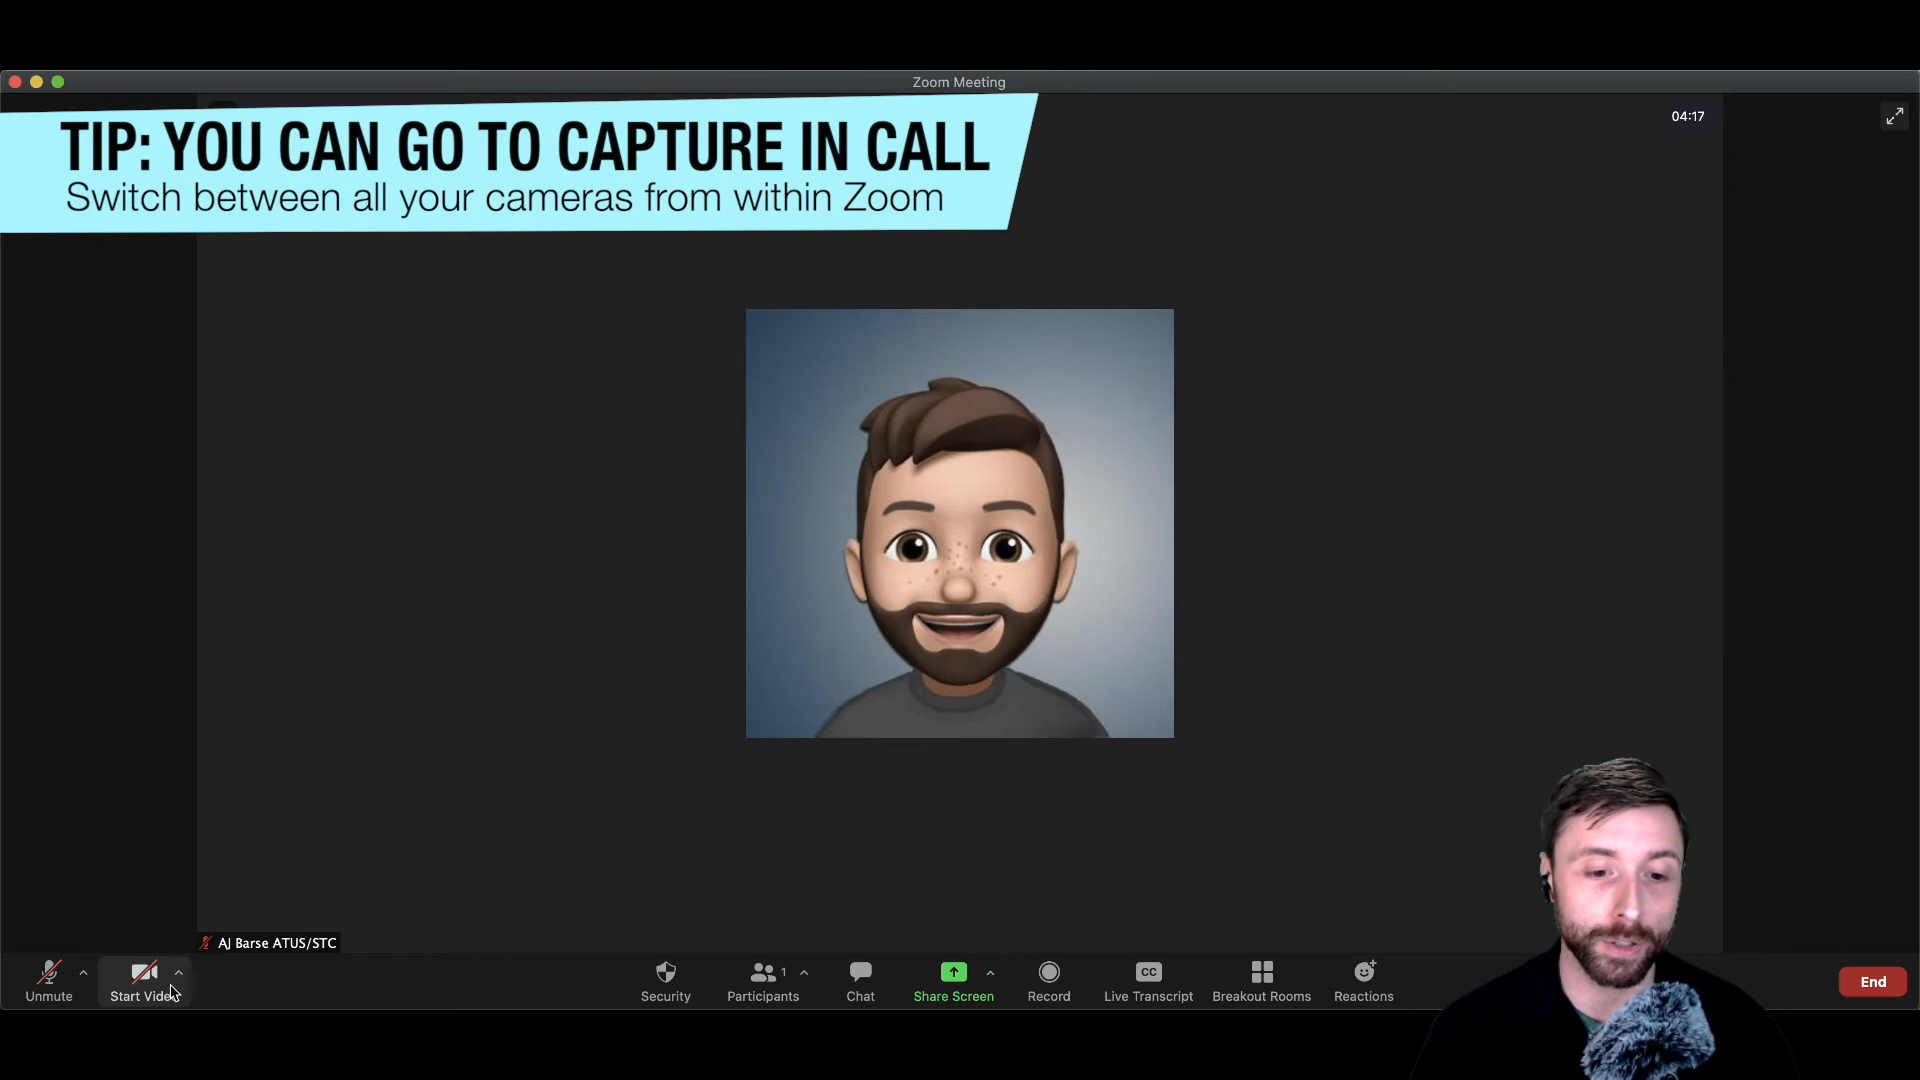 Zoom Meeting
TIP: YOU CAN GO TO CAPTURE IN CALL
Switch between all your cameras from within Zoom
04:17
AJ Barse ATUS/STC
Unmute
Start Video
Security
1
Participants
Chat
Share Screen
Record
CC
Live Transcript
Breakout Rooms
Reactions
End